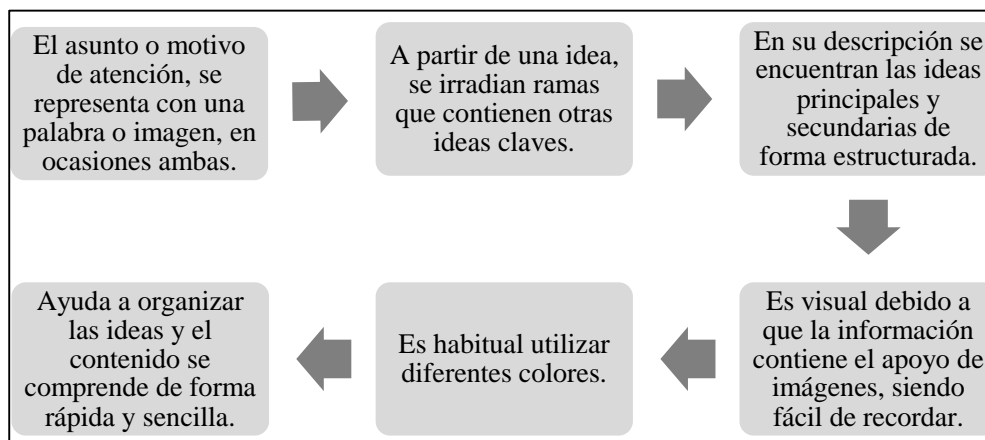 El asunto o motivo
de atención, se
representa con una
palabra o imagen, en
ocasiones ambas.
A partir de una idea,
se irradian ramas
que contienen otras
ideas claves.
En su descripción se
encuentran las ideas
principales y
secundarias de
forma estructurada.
Es visual debido a
que la información
contiene el apoyo de
imágenes, siendo
fácil de recordar.
Es habitual utilizar
diferentes colores.
Ayuda a organizar
las ideas y el
contenido se
comprende de forma
rápida y sencilla.